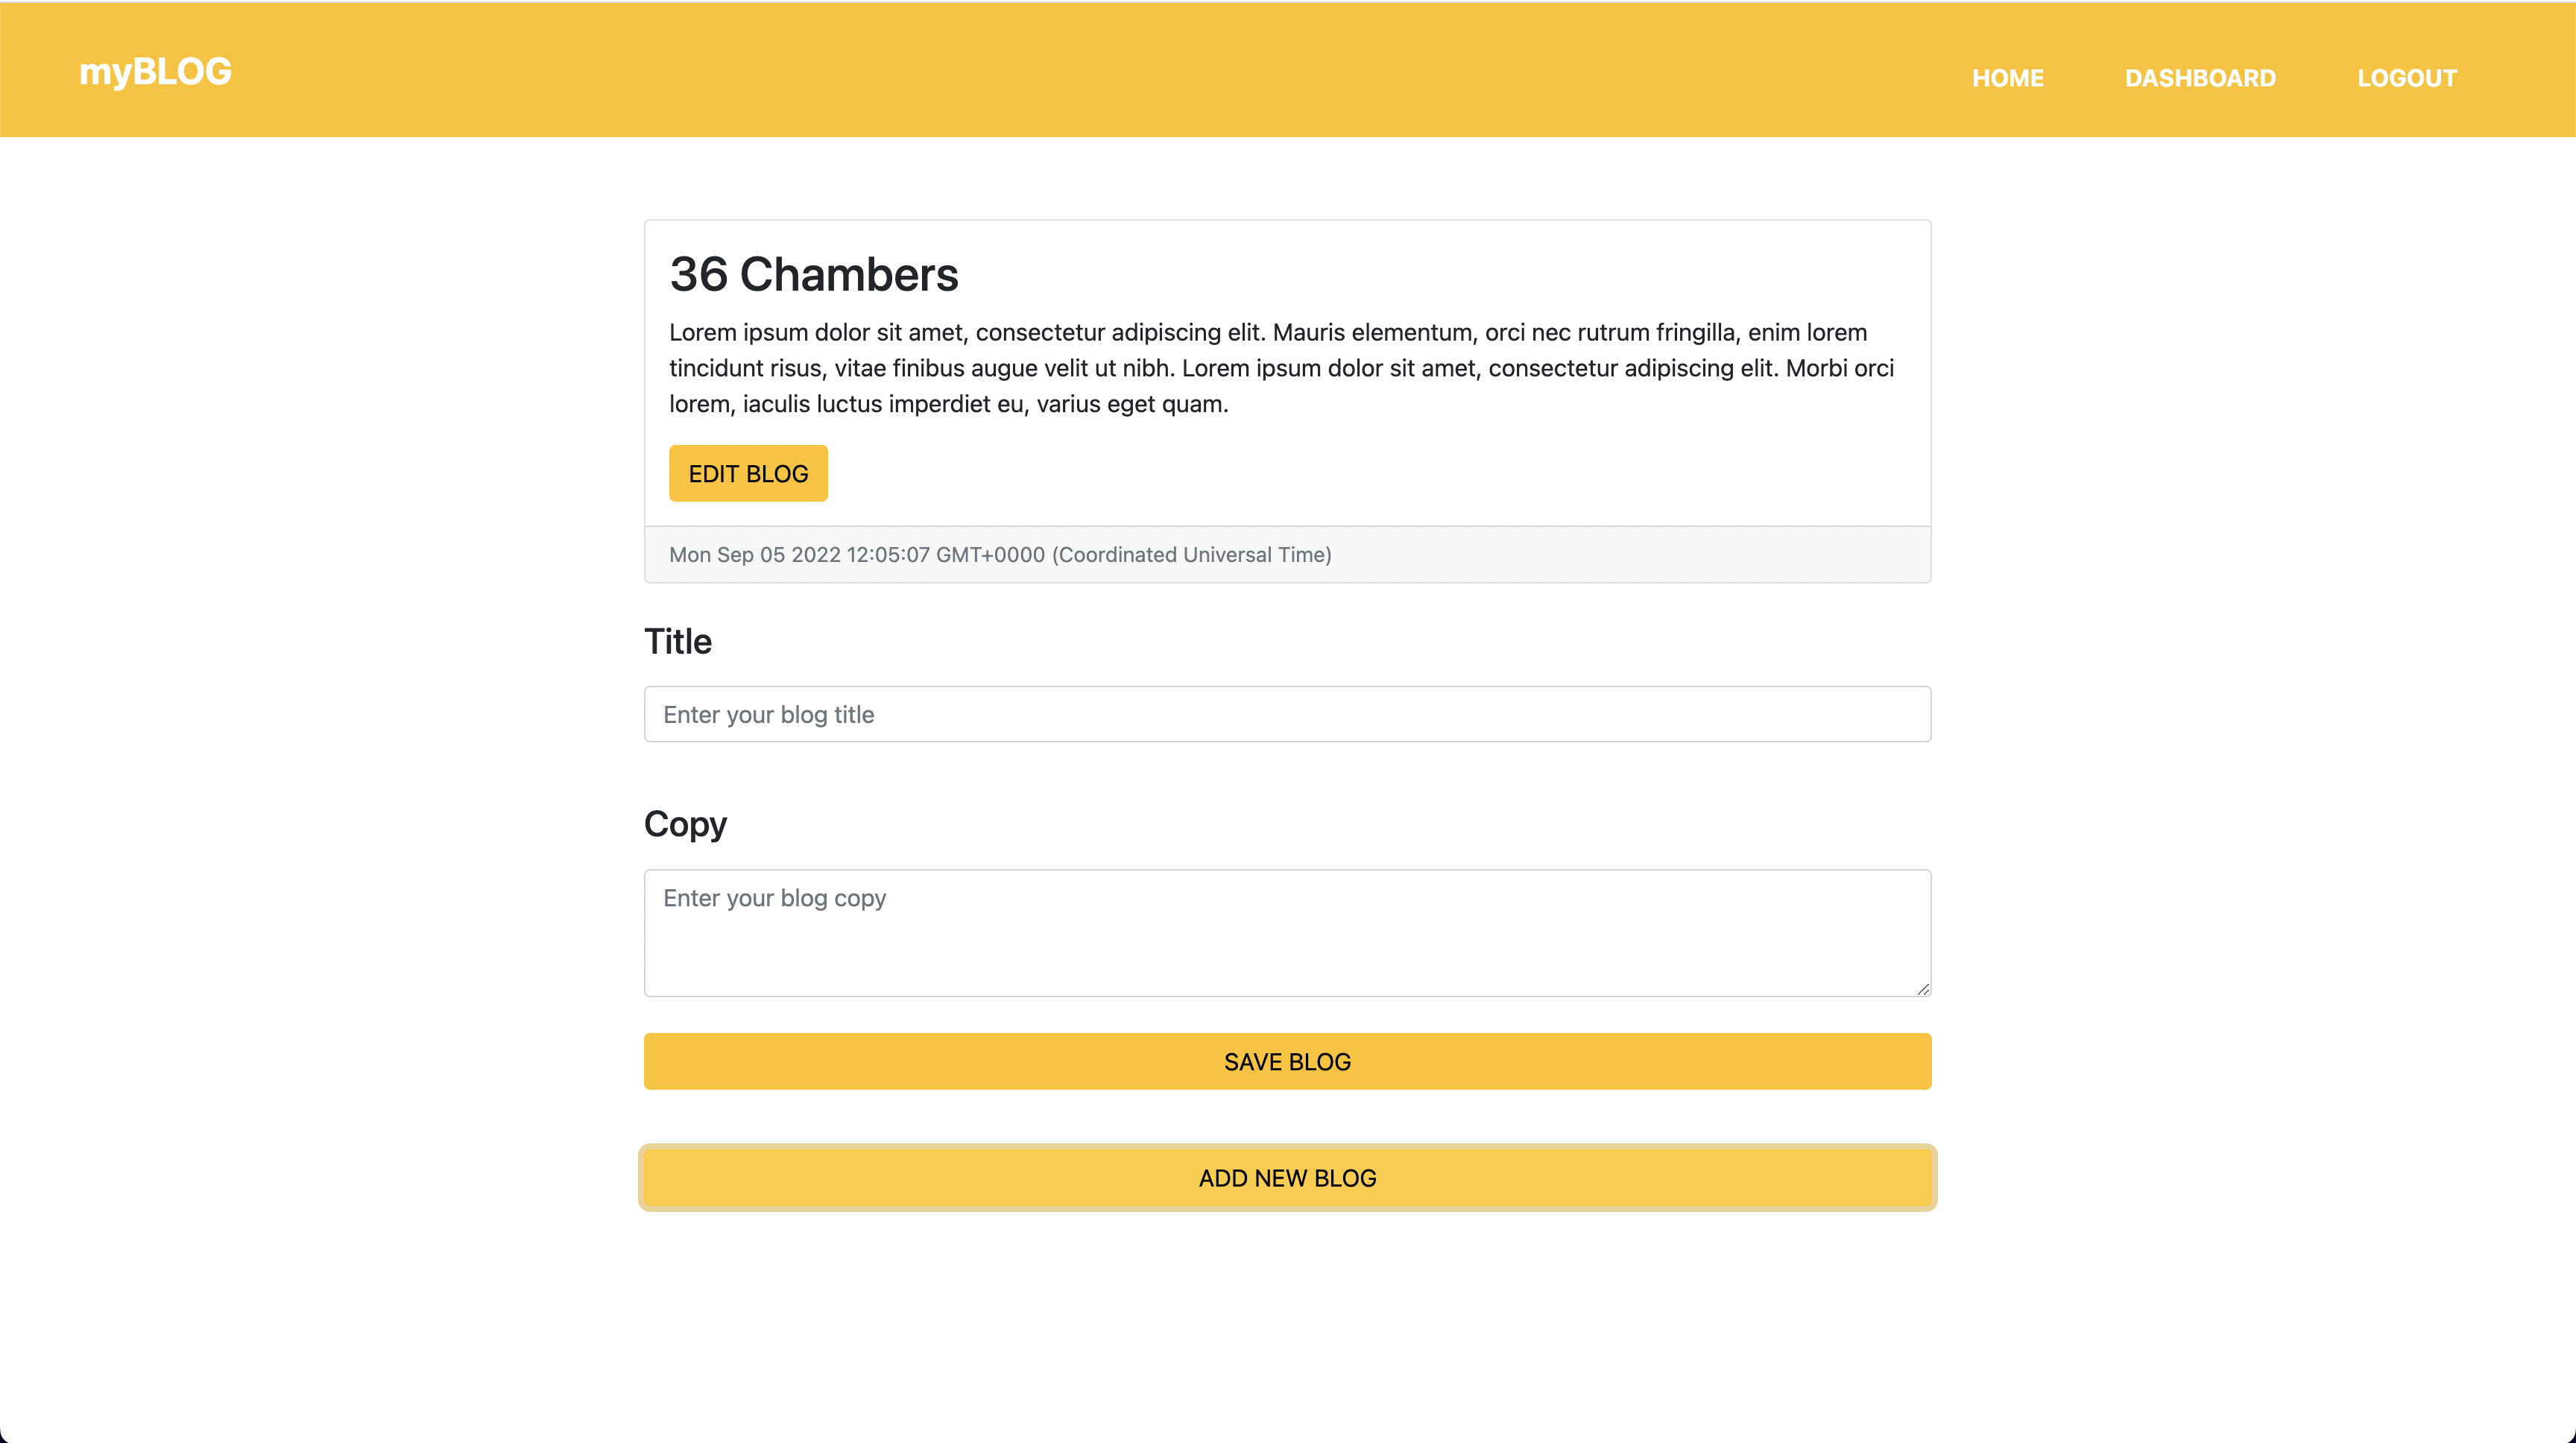 myBLOG
HOME DASHBOARD LOGOUT
36 Chambers
Lorem ipsum dolor sit amet, consectetur adipiscing elit. Mauris elementum, orci nec rutrum fringilla, enim lorem
tincidunt risus, vitae finibus augue velit ut nibh. Lorem ipsum dolor sit amet, consectetur adipiscing elit. Morbi orci
lorem, iaculis luctus imperdiet eu, varius eget quam.
EDIT BLOG
Mon Sep 05 2022 12:05:07 GMT+0000 (Coordinated Universal Time)
Title
Enter your blog title
Copy
Enter your blog copy
SAVE BLOG
ADD NEW BLOG